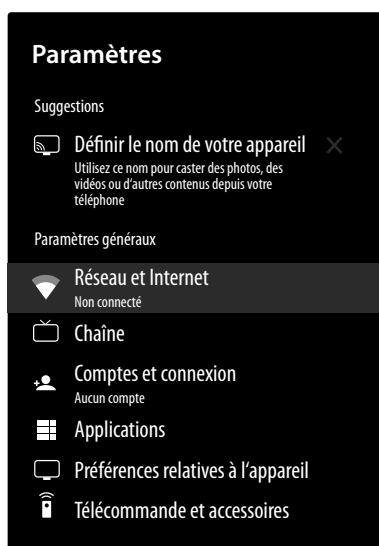 Paramètres
Suggestions
Définir le nom de votre appareil
Utilisez ce nom pour caster des photos, des
vidéos ou d'autres contenus depuis votre
téléphone
Paramètres généraux
Réseau et Internet
Non connecté
Chaîne
Comptes et connexion
Aucun compte
Applications
Préférences relatives à l‘appareil
Télécommande et accessoires